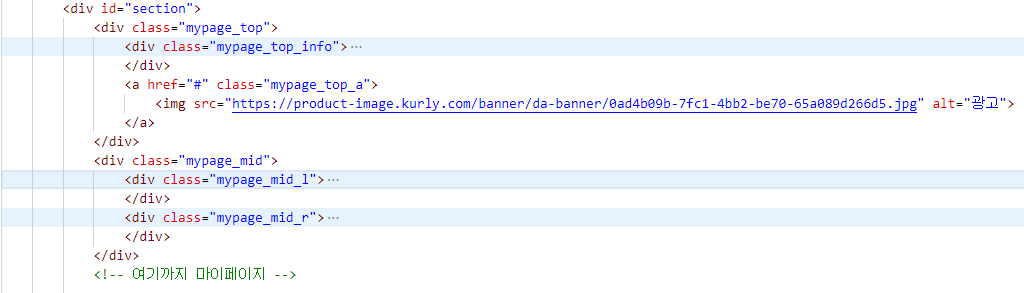 <div id="section">
<div class="mypage_top">
<div class="mypage_top_info">…
</div>
<a href="#" class="mypage_top_a">
<img src="https://product-image.kurly.com/banner/da-banner/0ad4b09b-7fc1-4bb2-be70-65a089d266d5.jpg" alt="광고">
</a>
</div>
<div class="mypage_mid">
<div class="mypage_mid_l">…
</div>
<div class="mypage_mid_r">…
</div>
</div>
<!-- 여기까지 마이페이지 -->